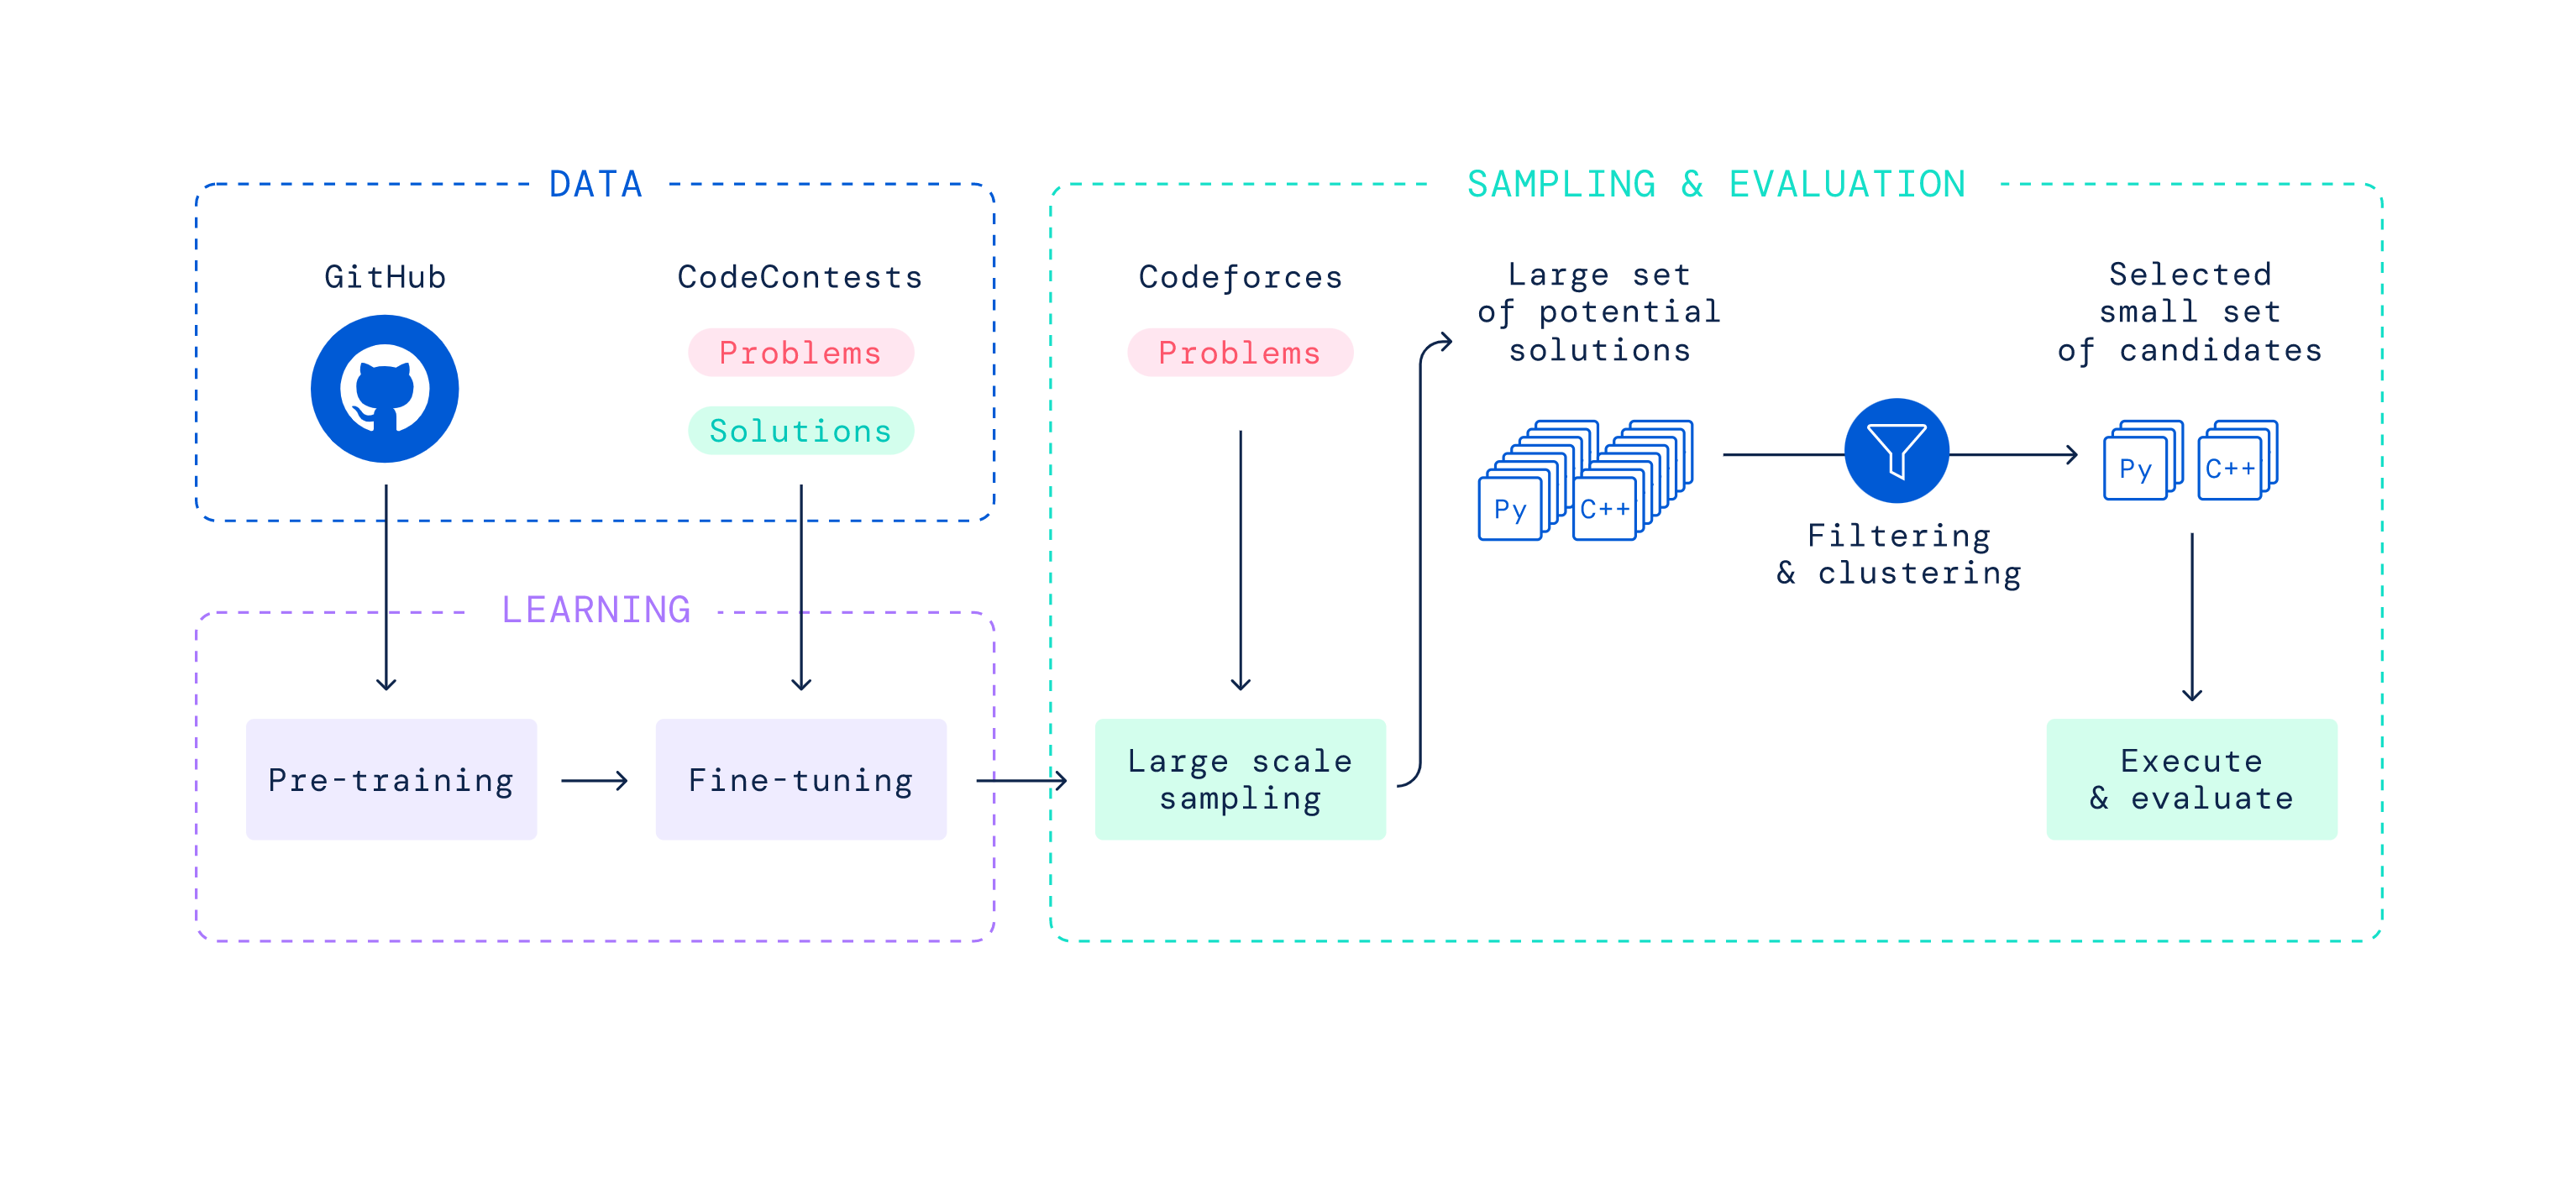 DATA
GitHub
CodeContests
Problems
Solutions
LEARNING
Pre-training
Fine-tuning
SAMPLING & EVALUATION
Codeforces
Problems
Large scale
sampling
Large set
of potential
solutions
Py
C++
Filtering
& clustering
Selected
small set
of candidates
Py
C++
Execute
& evaluate